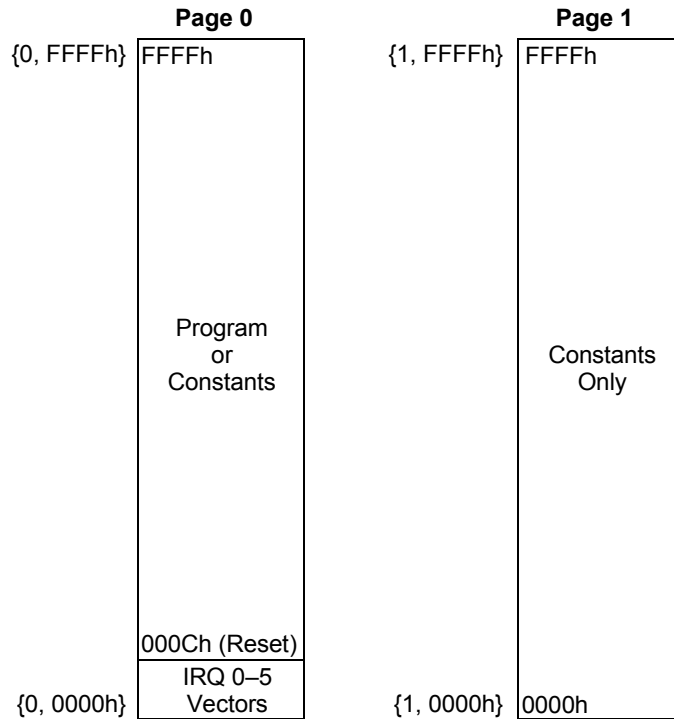 Page 0
Page 1
{0, FFFFh}
FFFFh
{1, FFFFh}
FFFFh
Program
or
Constants
Constants
Only
000Ch (Reset)
IRQ 0–5
Vectors
{0, 0000h}
{1, 0000h}
0000h